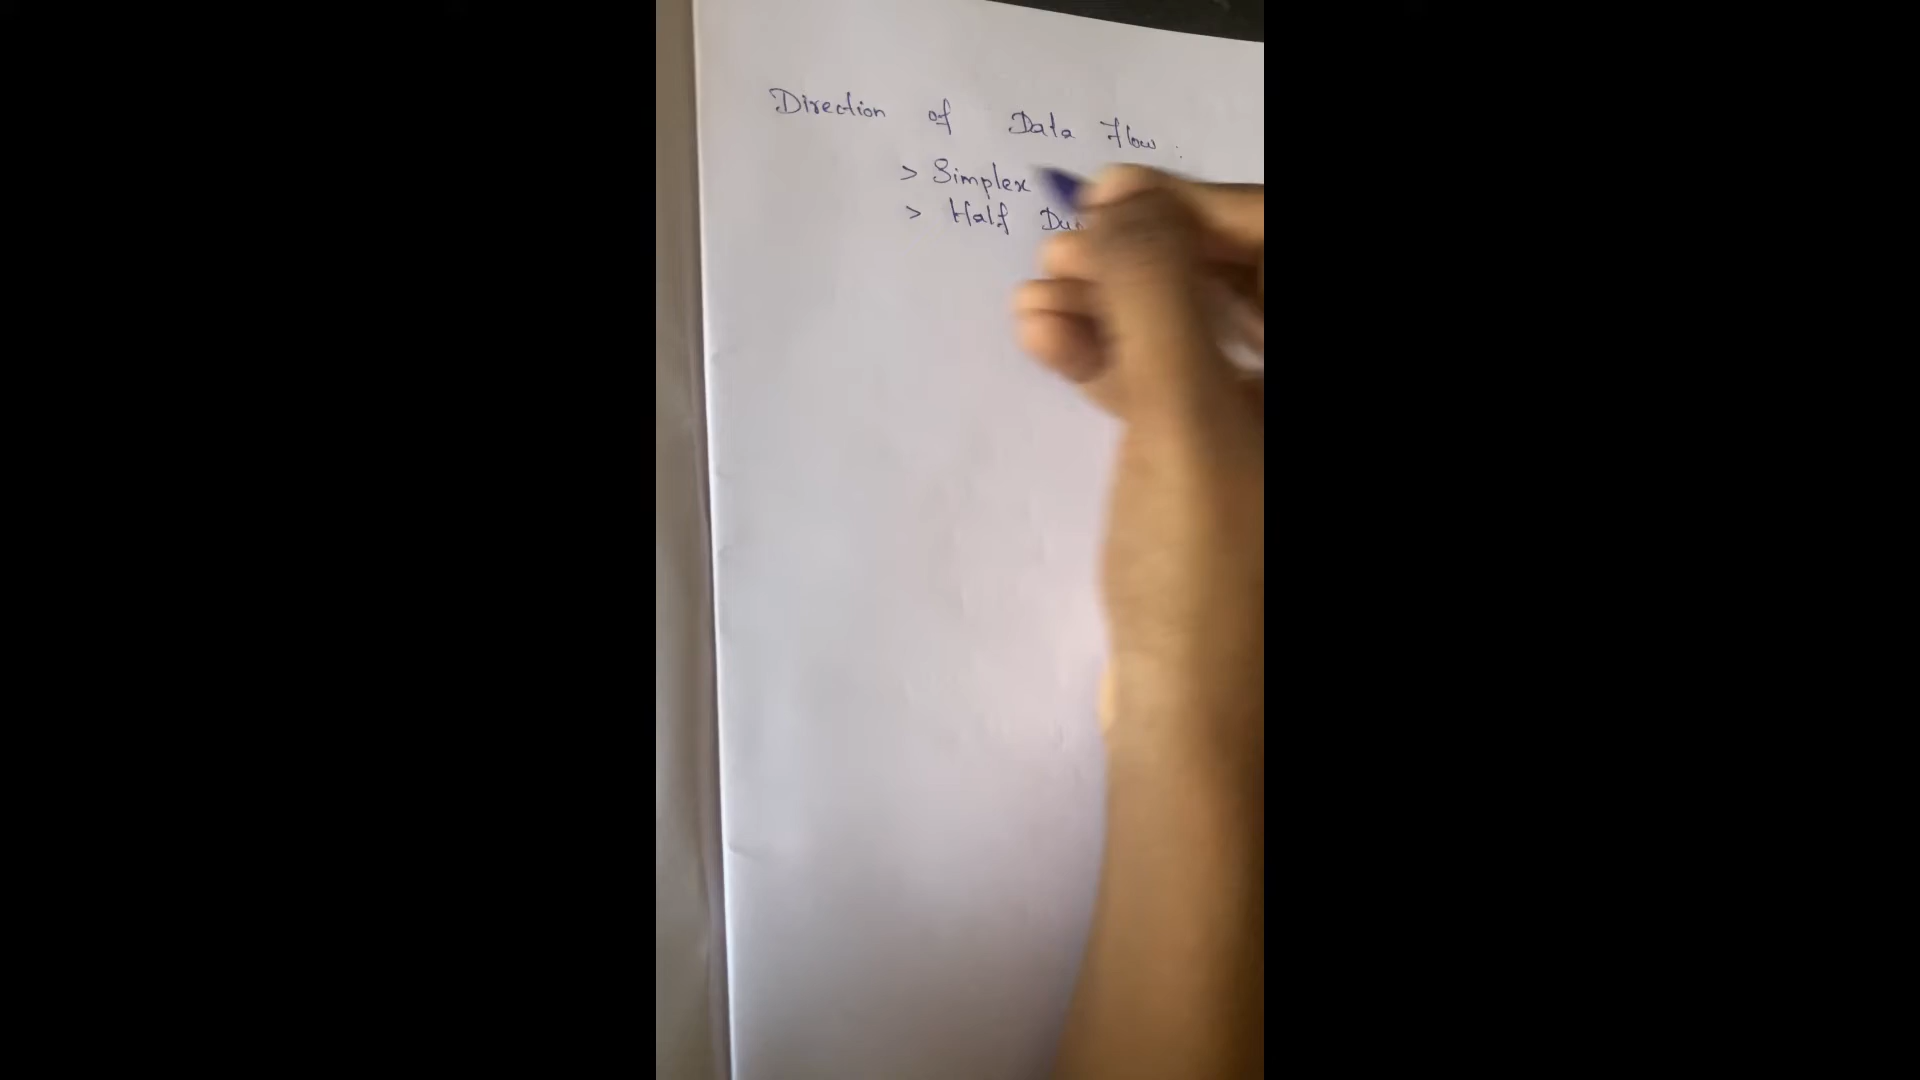 Direction of Data Flow :
> Simplex
> Half